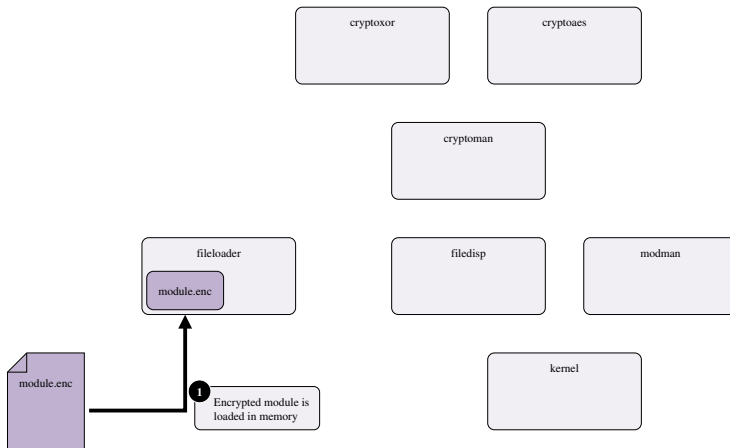 cryptoxor
cryptoaes
cryptoman
fileloader
filedisp
modman
module.enc
module.enc
kernel
1
Encrypted module is
loaded in memory